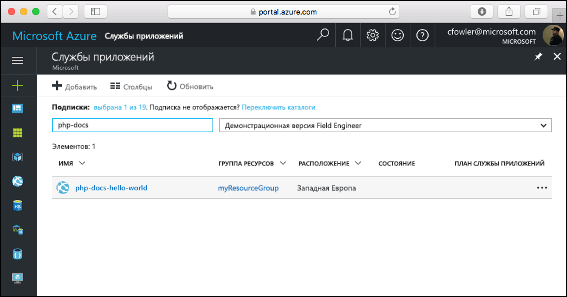 portal.azure.com
Microsoft Azure Службы приложений
cfowler@microsoft.com
MICROSOFT
Службы приложений
Microsoft
Добавить Столбцы Обновить
Подписки: выбрана 1 из 19. Подписка не отображается? Переключить каталоги
php-docs Демонстрационная версия Field Engineer
Элементов: 1
ИМЯ ГРУППА РЕСУРСОВ РАСПОЛОЖЕНИЕ СОСТОЯНИЕ ПЛАН СЛУЖБЫ ПРИЛОЖЕНИЙ
php-docs-hello-world myResourceGroup Западная Европа